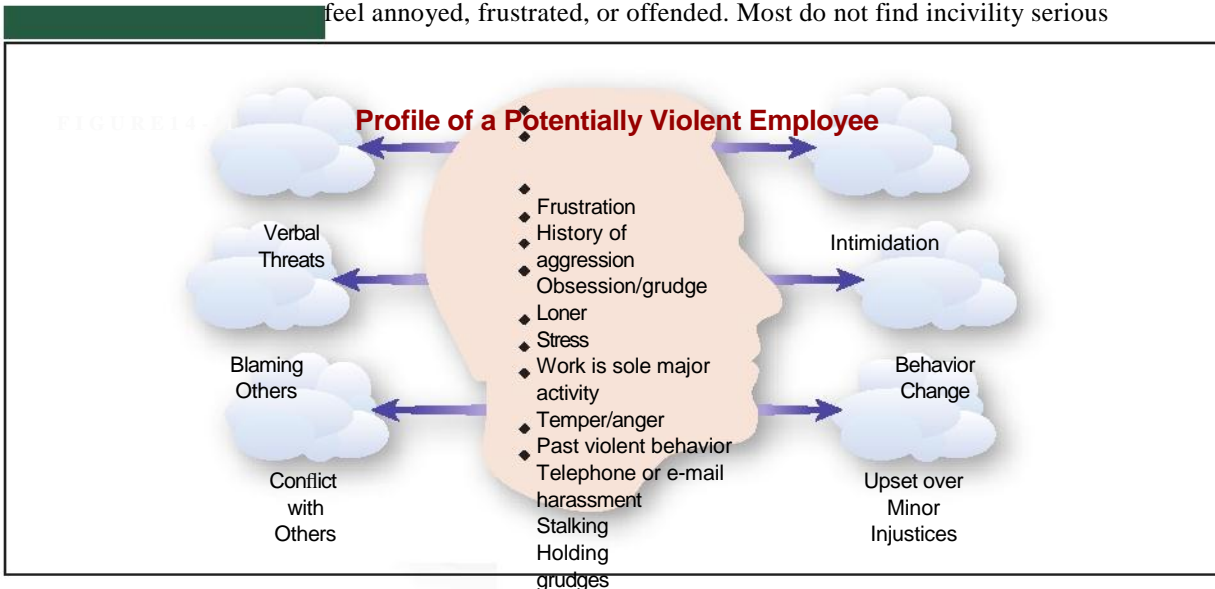 feel annoyed, frustrated, or offended. Most do not find incivility serious
FIGURE14-
Profile of a Potentially Violent Employee
Verbal
Threats
Blaming
Others
Conflict
with
Others
Frustration
History of
aggression
Obsession/grudge
Loner
Stress
Work is sole major
activity
Temper/anger
Past violent behavior
Telephone or e-mail
harassment
Stalking
Holding
grudges
Intimidation
Behavior
Change
Upset over
Minor
Injustices